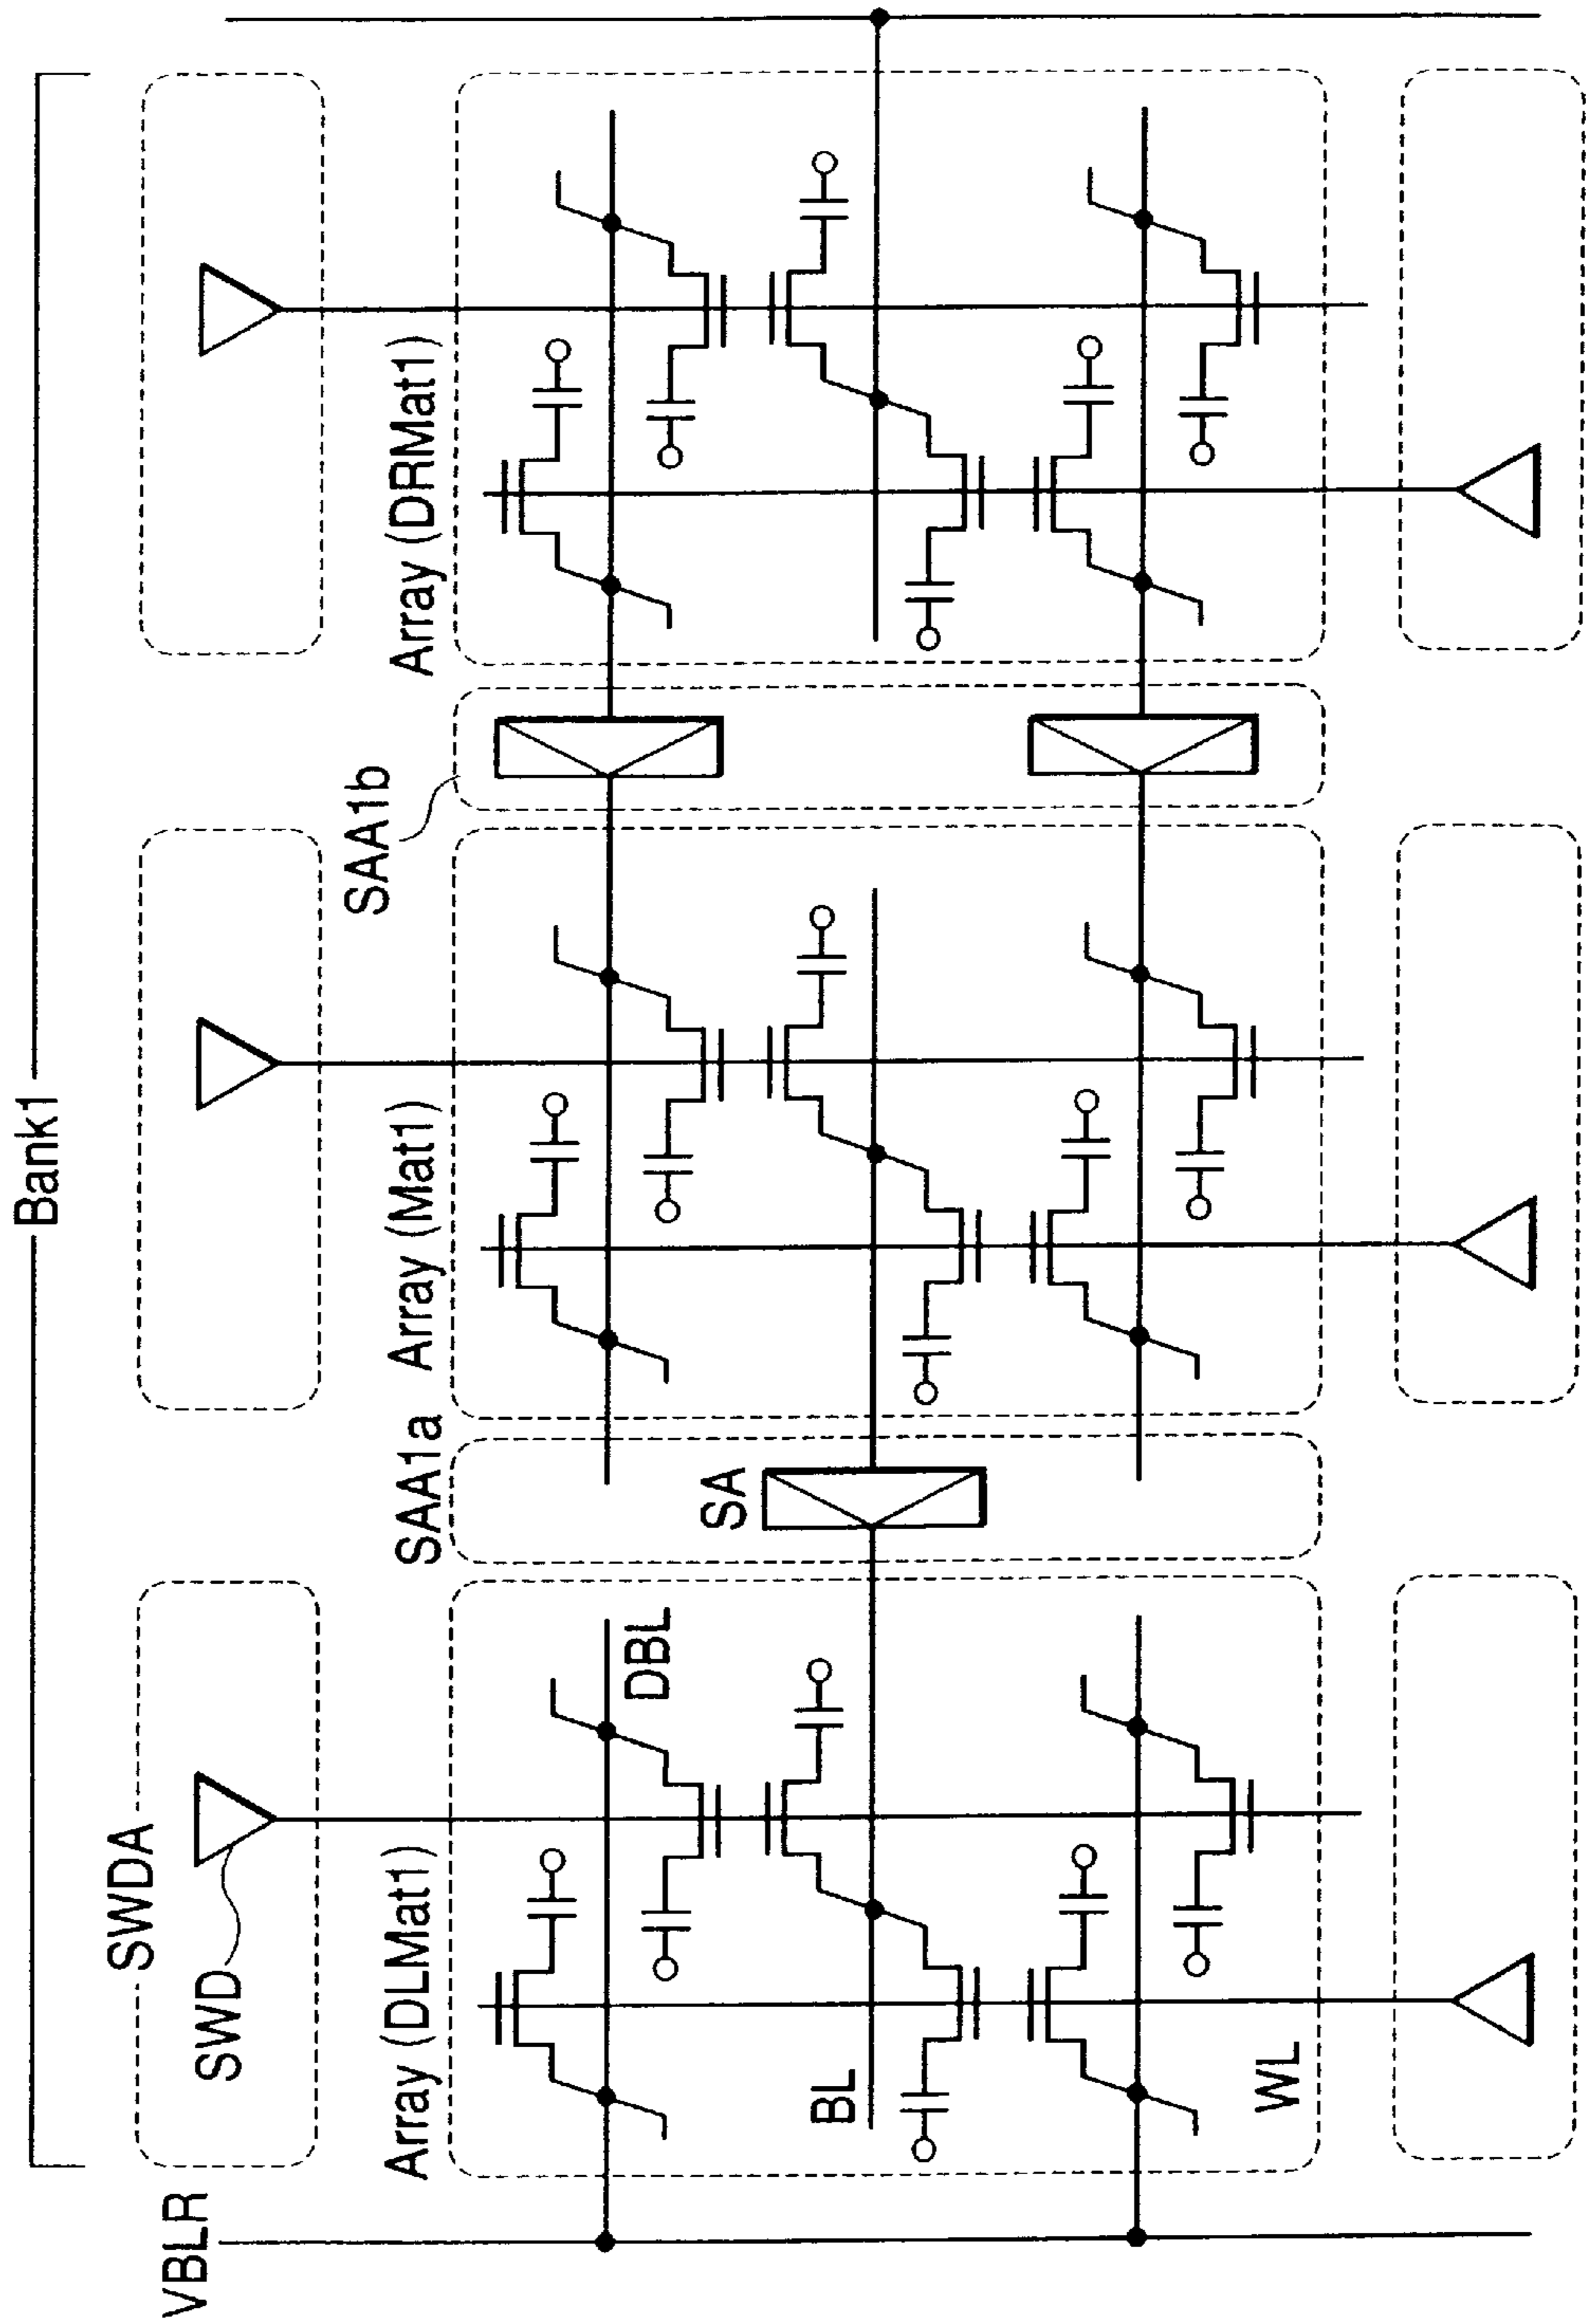 Bank1
SWDA
SWD
VBLR
Array (DLMat1)
SAA1a
Array (Mat1)
SAA1b
Array (DRMat1)
DBL
SA
BL
WL